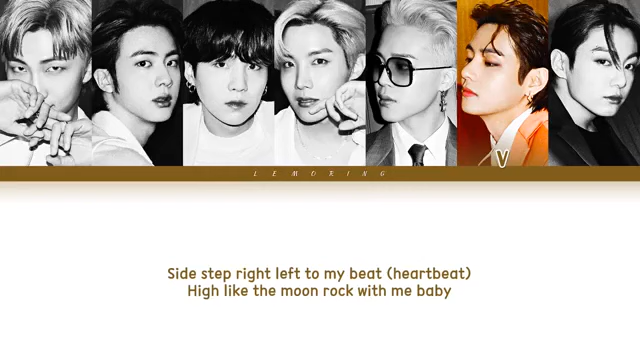 V
LEMORING
Side step right left to my beat (heartbeat)
High like the moon rock with me baby